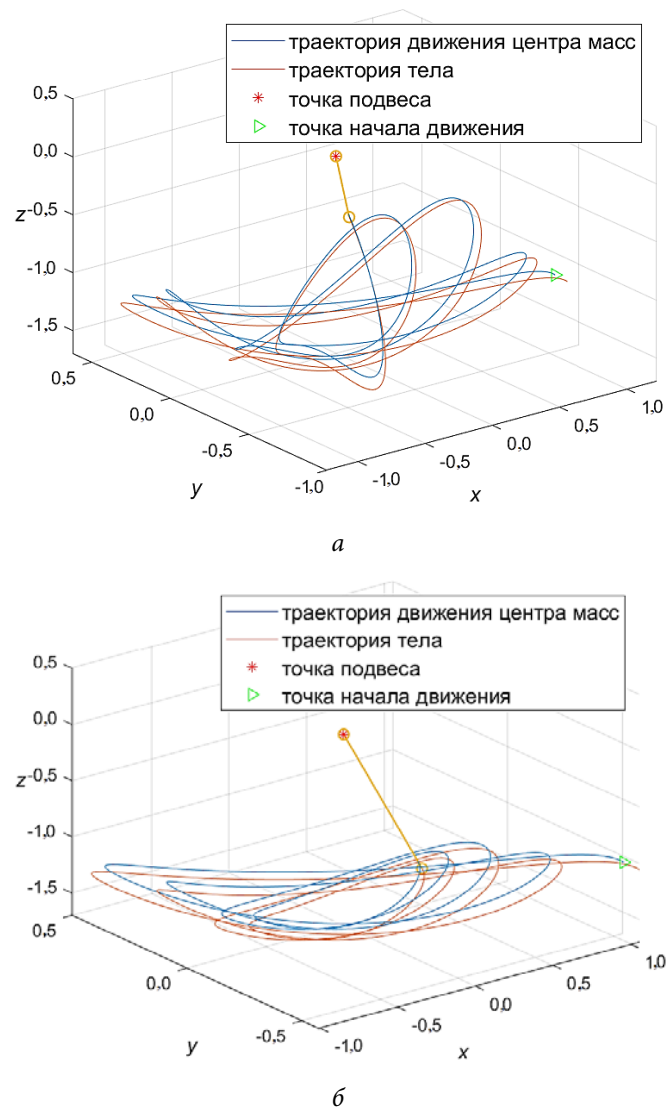 траектория движения центра масс
траектория тела
точка подвеса
точка начала движения
0,5
0,0
z
-0,5
-1,0
-1,5
0,5
0,0
-0,5
-1,0
y
-1,0
-0,5
0,0
0,5
1,0
x
а
траектория движения центра масс
траектория тела
точка подвеса
точка начала движения
0,5
0,0
z
-0,5
-1,0
-1,5
0,5
0,0
-0,5
y
-1,0
-0,5
0,0
0,5
1,0
x
б